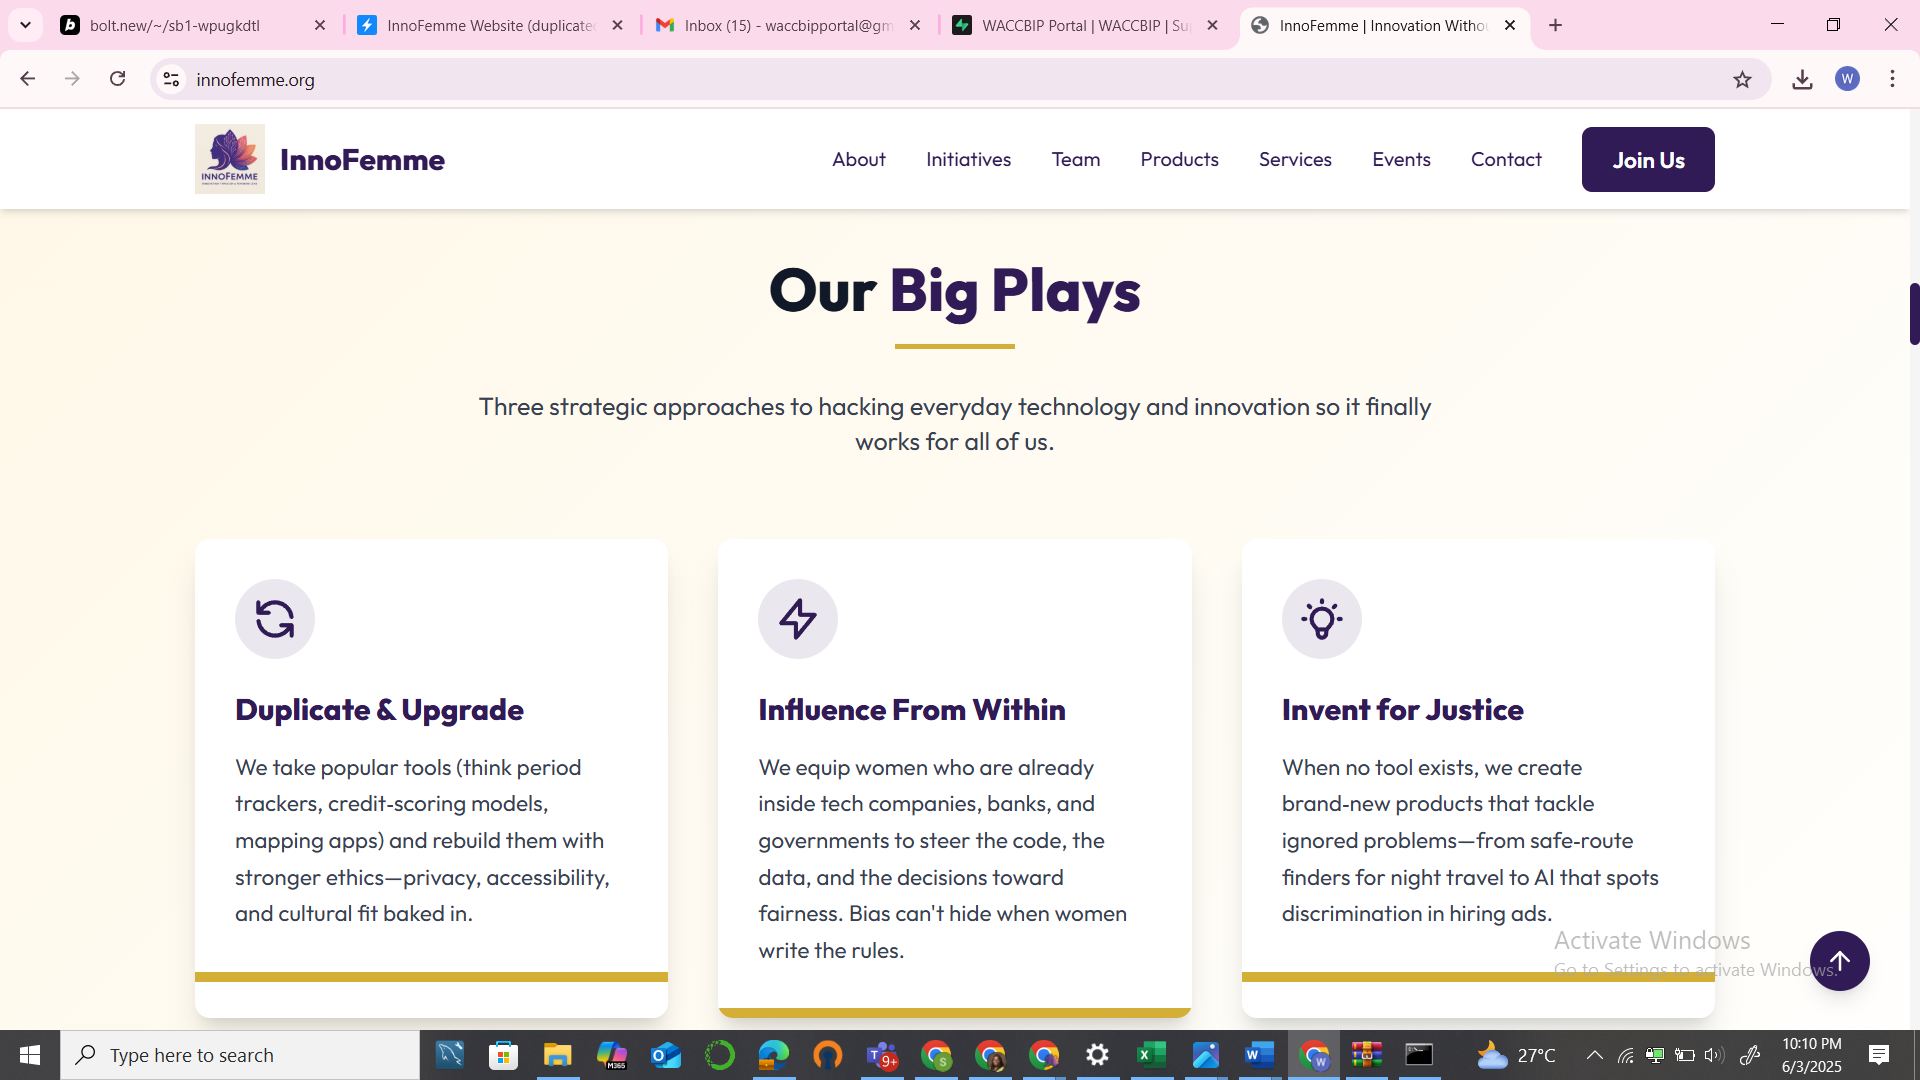 bolt.new/~/sb1-wpugkdtl
InnoFemme Website (duplicated
Inbox (15) - waccbipportal@gm
WACCBIP Portal | WACCBIP | Su
InnoFemme | Innovation Witho
innofemme.org
W
INNOFEMME
InnoFemme
About
Initiatives
Team
Products
Services
Events
Contact
Join Us
Our Big Plays
Three strategic approaches to hacking everyday technology and innovation so it finally
works for all of us.
Duplicate & Upgrade
We take popular tools (think period
trackers, credit-scoring models,
mapping apps) and rebuild them with
stronger ethics—privacy, accessibility,
and cultural fit baked in.
Influence From Within
We equip women who are already
inside tech companies, banks, and
governments to steer the code, the
data, and the decisions toward
fairness. Bias can't hide when women
write the rules.
Invent for Justice
When no tool exists, we create
brand-new products that tackle
ignored problems—from safe-route
finders for night travel to AI that spots
discrimination in hiring ads.
Activate Windows
Go to Settings to activate Windows.
Type here to search
M365
9+
S
W
27°C
10:10 PM
6/3/2025